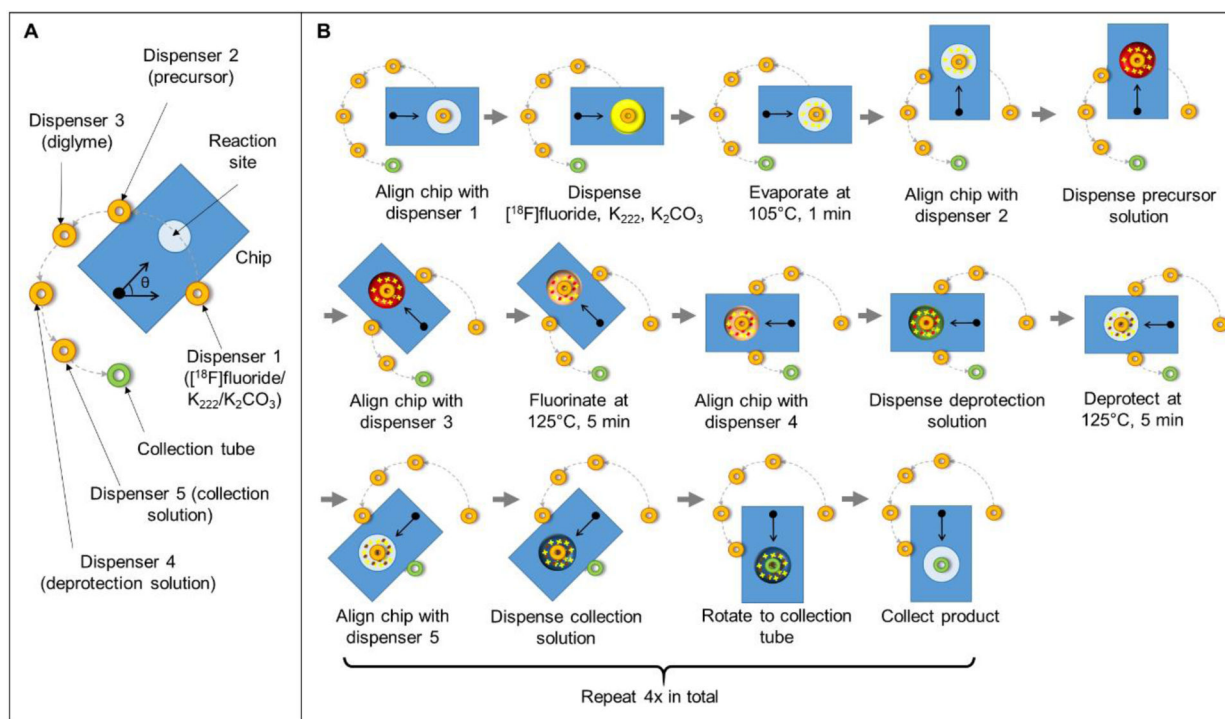 A
Dispenser 2
(precursor)
Dispenser 3
(diglyme)
Reaction
site
Chip
θ
Dispenser 1
([¹⁸F]fluoride/
K₂₂₂/K₂CO₃)
Collection tube
Dispenser 5 (collection
solution)
Dispenser 4
(deprotection solution)
B
Align chip with
dispenser 1
Dispense
[¹⁸F]fluoride, K₂₂₂, K₂CO₃
Evaporate at
105°C, 1 min
Align chip with
dispenser 2
Dispense precursor
solution
Align chip with
dispenser 3
Fluorinate at
125°C, 5 min
Align chip with
dispenser 4
Dispense deprotection
solution
Deprotect at
125°C, 5 min
Align chip with
dispenser 5
Dispense collection
solution
Rotate to collection
tube
Collect product
Repeat 4x in total